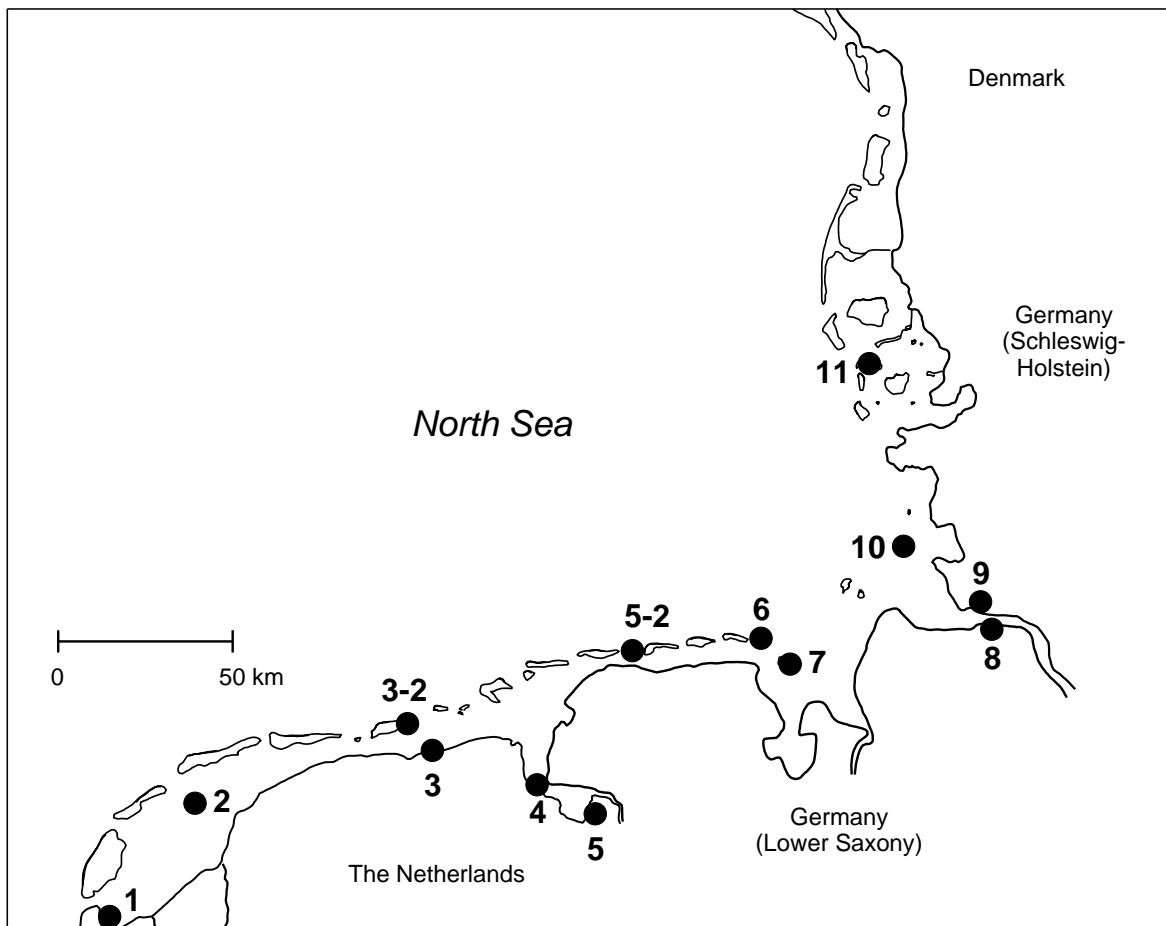 Denmark
Germany
(Schleswig-
Holstein)
11
North Sea
10
9
8
5-2
6
7
0
50 km
3-2
3
2
4
5
Germany
(Lower Saxony)
The Netherlands
1